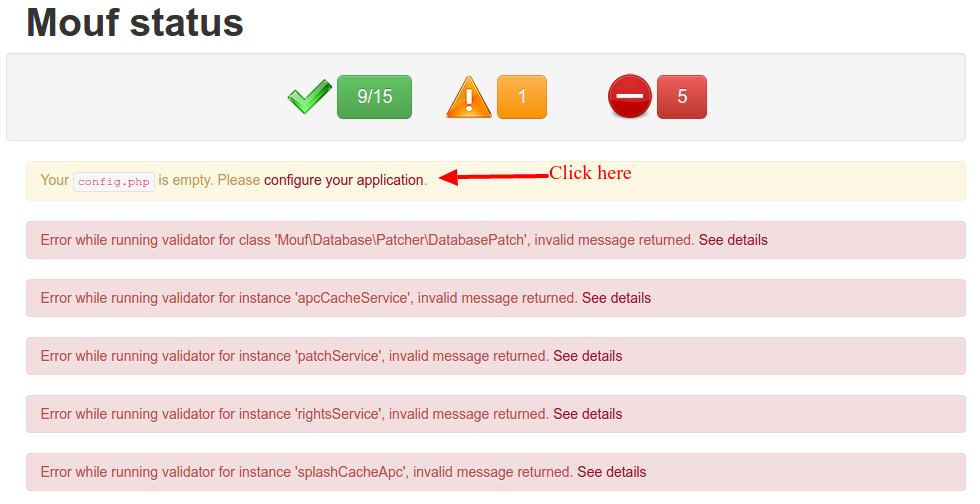 Mouf status
9/15 1 5
Your config.php is empty. Please configure your application. Click here
Error while running validator for class 'Mouf\Database\Patcher\DatabasePatch', invalid message returned. See details
Error while running validator for instance 'apcCacheService', invalid message returned. See details
Error while running validator for instance 'patchService', invalid message returned. See details
Error while running validator for instance 'rightsService', invalid message returned. See details
Error while running validator for instance 'splashCacheApc', invalid message returned. See details